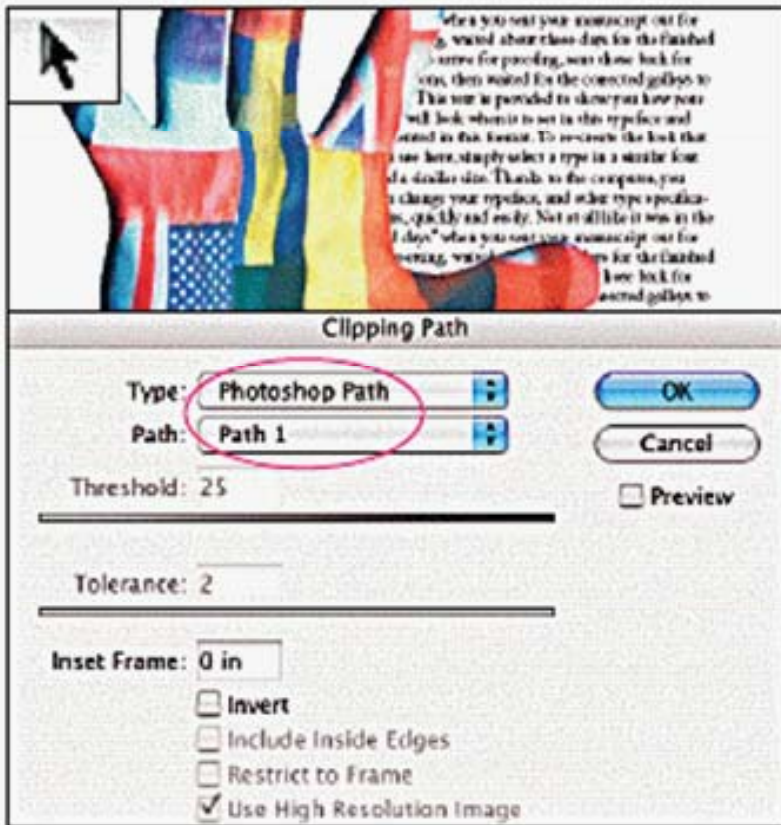 when you sent your manuscript out for
waited about three days for the finished
to arrive for proofing, sent those back for
then waited for the corrected galleys to
This text is provided to show you how your
will look when it is set in this typeface and
in this format. To re-create the look that
see here, simply select a type in a similar font
a similar size. Thanks to the computer, you
change your typeface, and other type specifica-
quickly and easily. Not at all like it was in the
days" when you sent your manuscript out for
for the finished
back for
galleys to
Clipping Path
Type: Photoshop Path
OK
Path: Path 1
Cancel
Threshold: 25
Preview
Tolerance: 2
Inset Frame: 0 in
Invert
Include Inside Edges
Restrict to Frame
Use High Resolution Image